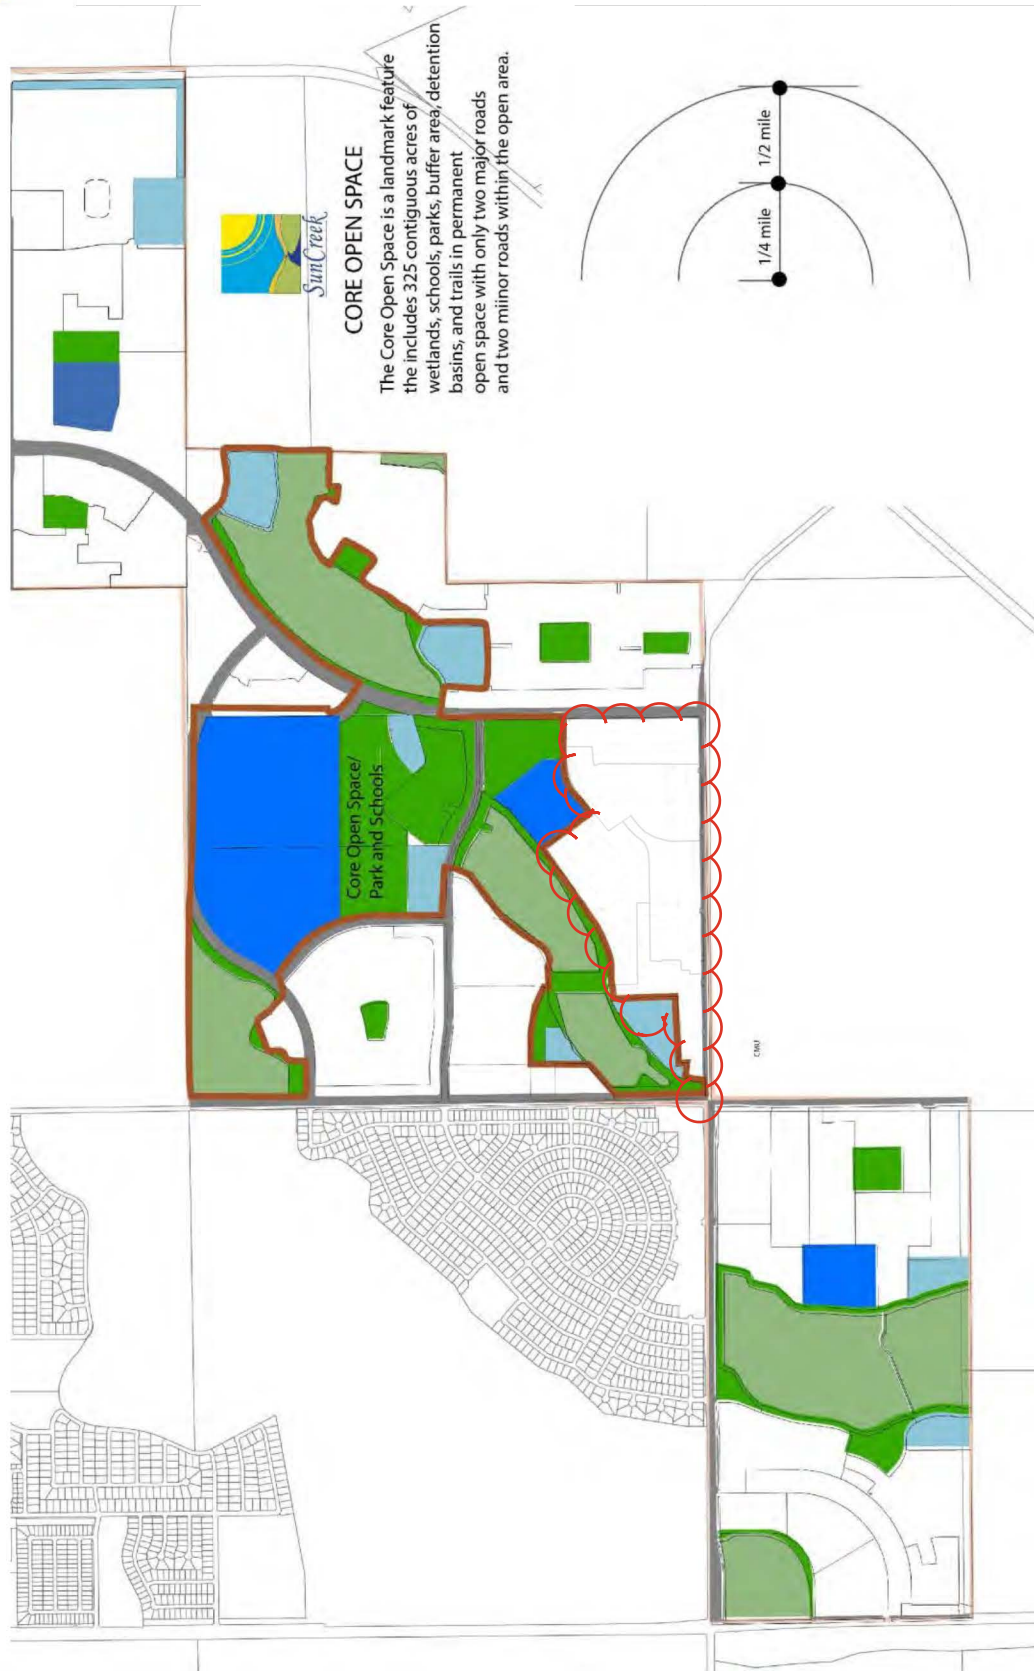 SunCreek
CORE OPEN SPACE
The Core Open Space is a landmark feature
the includes 325 contiguous acres of
wetlands, schools, parks, buffer area, detention
basins, and trails in permanent
open space with only two major roads
and two miinor roads within the open area.
1/4 mile
1/2 mile
Core Open Space/
Park and Schools
CMU